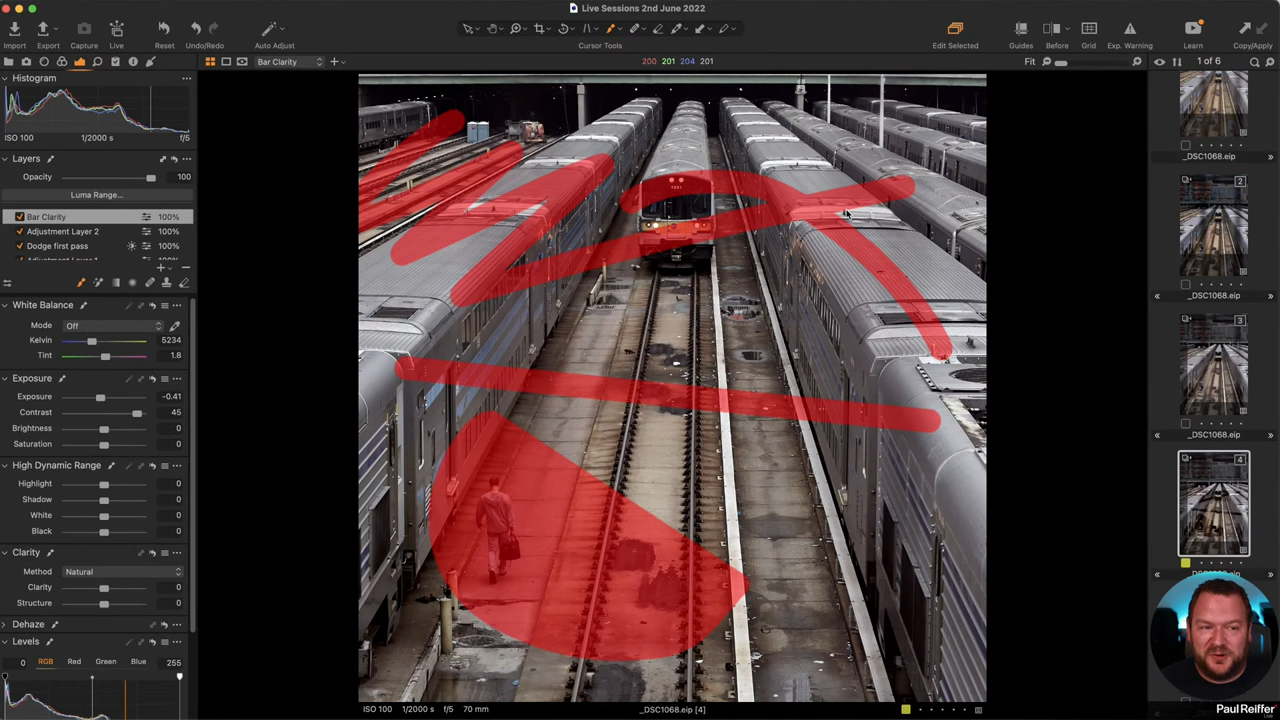 Live Sessions 2nd June 2022
Import
Export
Capture
Live
Reset
Undo/Redo
Auto Adjust
Cursor Tools
Edit Selected
Guides
Before
Grid
Exp. Warning
Learn
Copy/Apply
Bar Clarity
200 201 204 201
Fit
1 of 6
Histogram
ISO 100
1/2000 s
f/5
Layers
Opacity
100
Luma Range...
Bar Clarity
100%
Adjustment Layer 2
100%
Dodge first pass
100%
White Balance
Mode
Off
Kelvin
5234
Tint
1.8
Exposure
Exposure
-0.41
Contrast
45
Brightness
0
Saturation
0
High Dynamic Range
Highlight
0
Shadow
0
White
0
Black
0
Clarity
Method
Natural
Clarity
0
Structure
0
Dehaze
Levels
0
RGB
Red
Green
Blue
255
_DSC1068.eip
2
_DSC1068.eip
3
_DSC1068.eip
4
ISO 100
1/2000 s
f/5
70 mm
_DSC1068.eip [4]
Paul Reiffer
Live